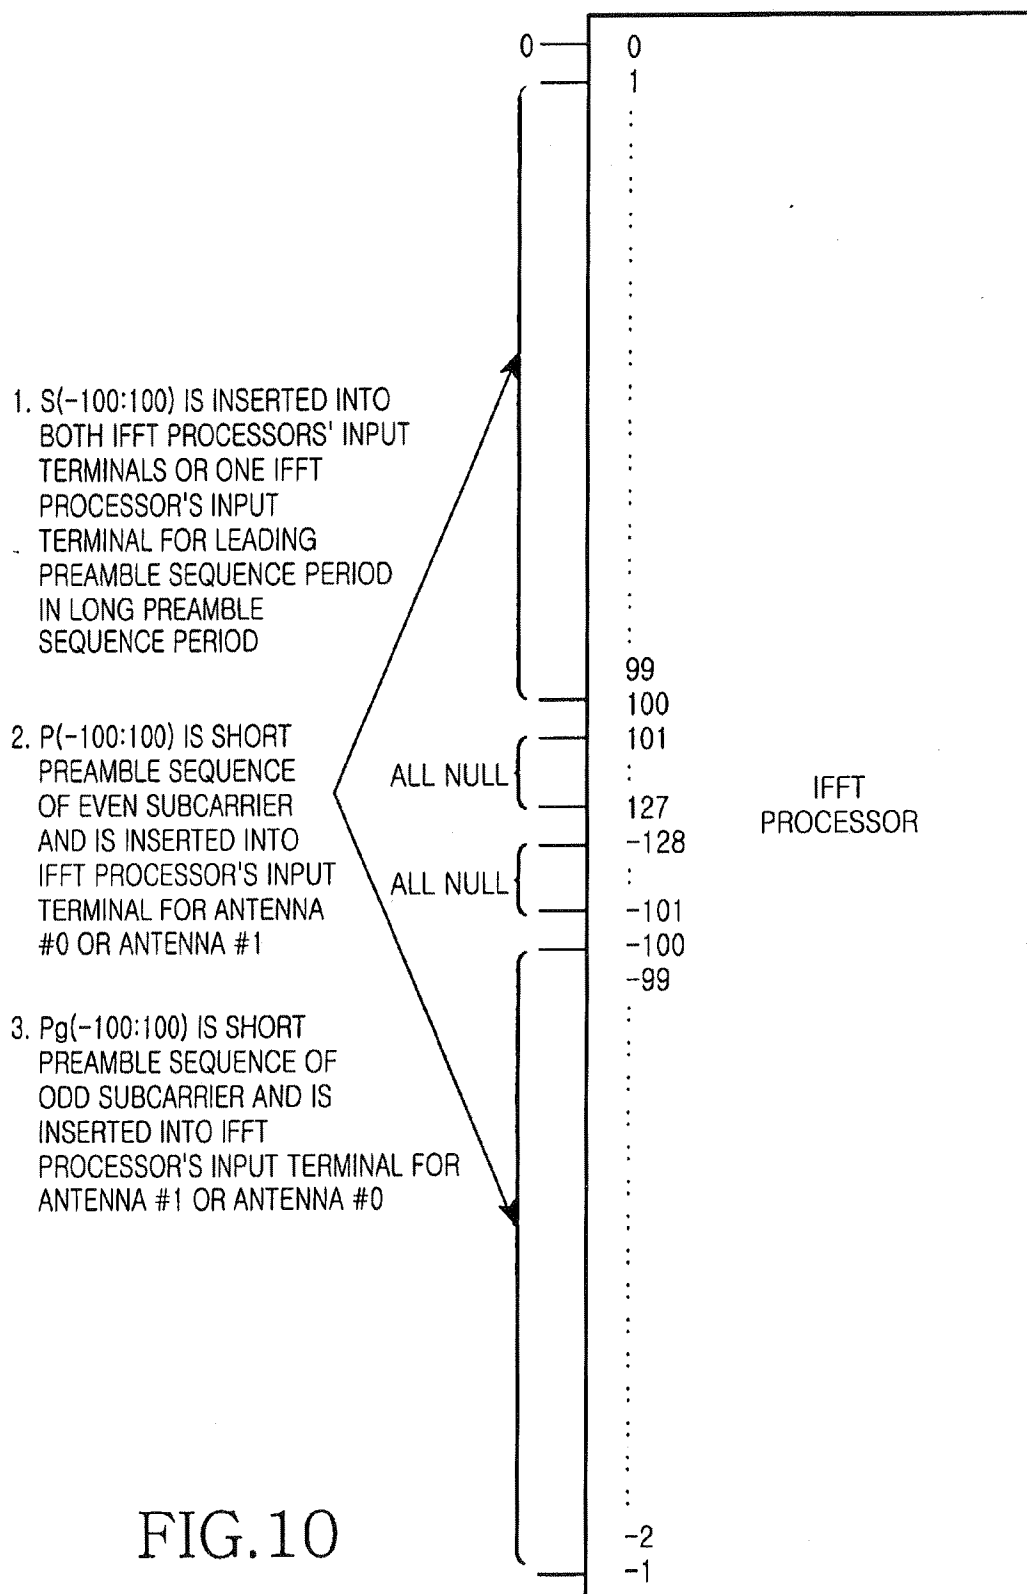 0 0
1
1. S(-100:100) IS INSERTED INTO
BOTH IFFT PROCESSORS' INPUT
TERMINALS OR ONE IFFT
PROCESSOR'S INPUT
TERMINAL FOR LEADING
PREAMBLE SEQUENCE PERIOD
IN LONG PREAMBLE
SEQUENCE PERIOD
2. P(-100:100) IS SHORT
PREAMBLE SEQUENCE
OF EVEN SUBCARRIER
AND IS INSERTED INTO
IFFT PROCESSOR'S INPUT
TERMINAL FOR ANTENNA
#0 OR ANTENNA #1
3. Pg(-100:100) IS SHORT
PREAMBLE SEQUENCE OF
ODD SUBCARRIER AND IS
INSERTED INTO IFFT
PROCESSOR'S INPUT TERMINAL FOR
ANTENNA #1 OR ANTENNA #0
99
100
101
ALL NULL
127
-128
ALL NULL
-101
-100
-99
-2
-1
IFFT
PROCESSOR
FIG.10